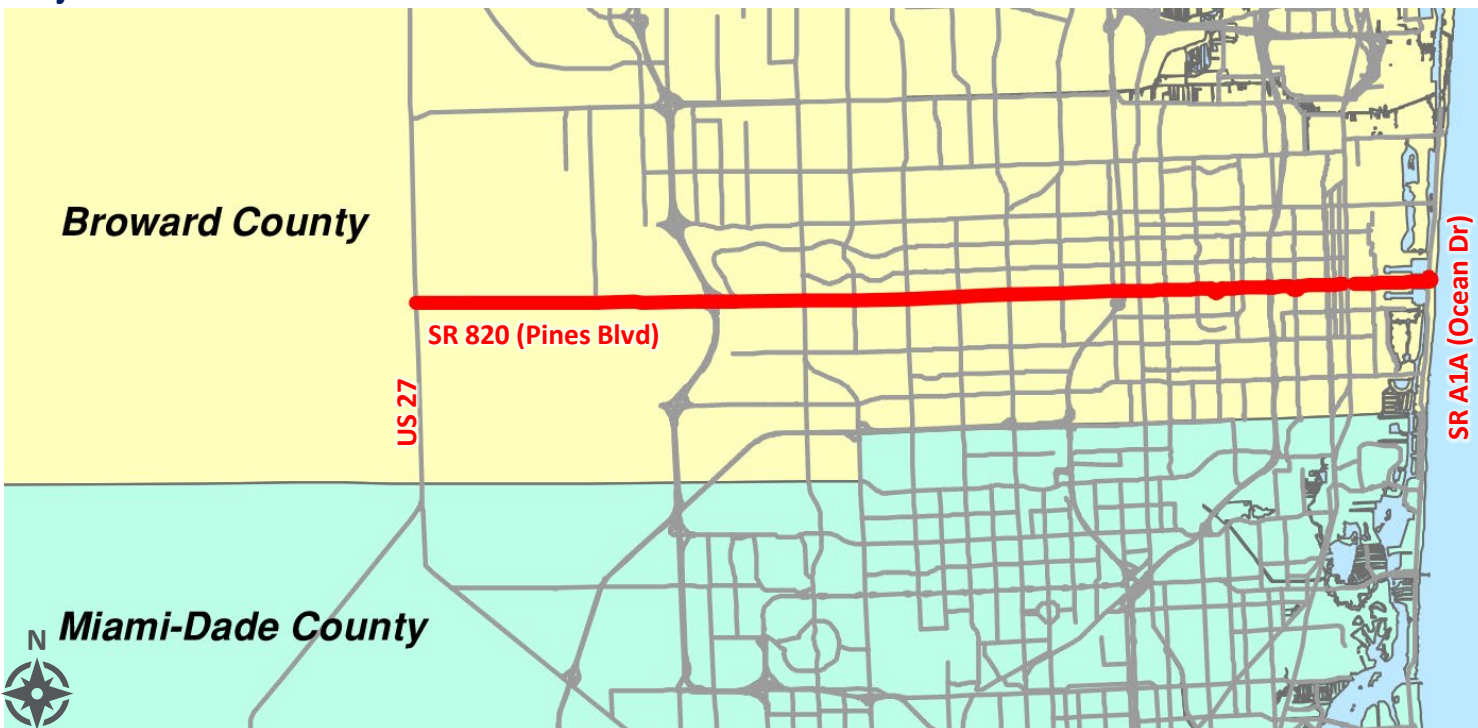 Broward County
SR 820 (Pines Blvd)
US 27
SR A1A (Ocean Dr)
Miami-Dade County
N